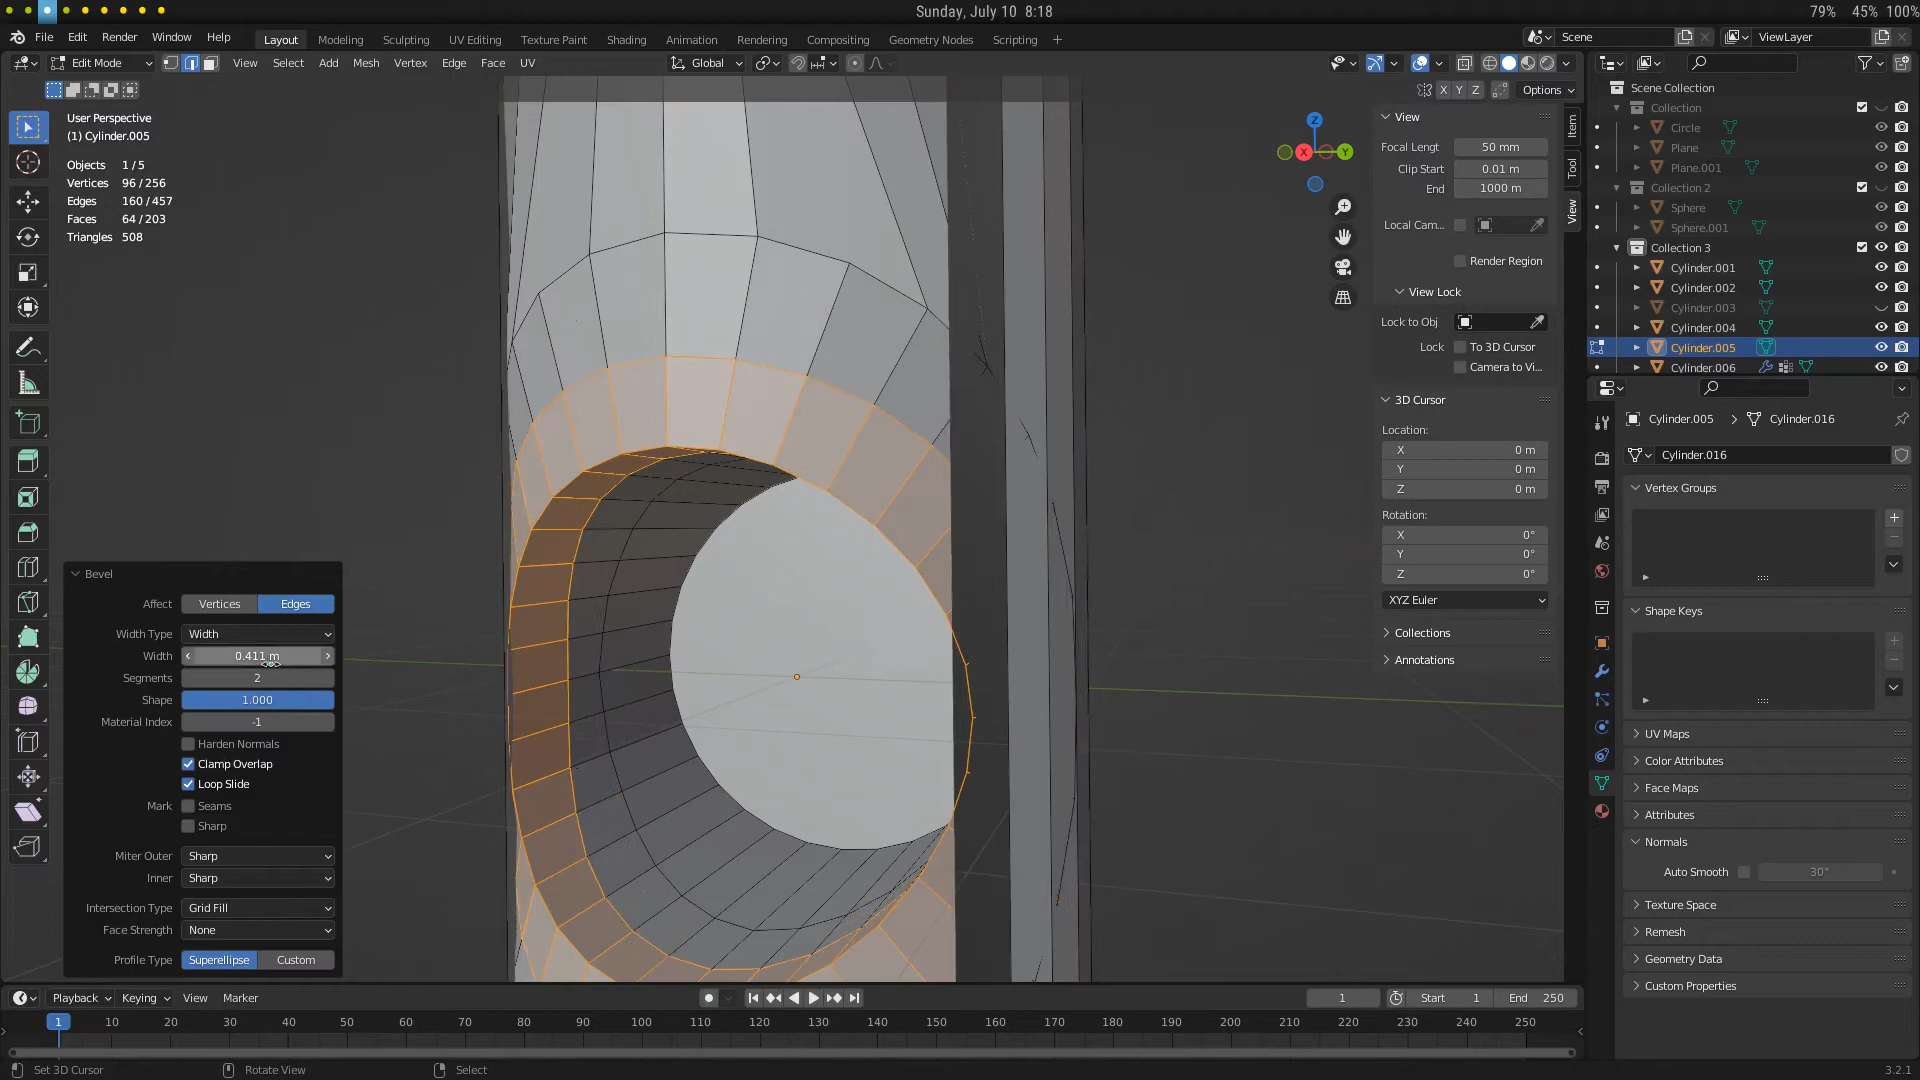 Sunday, July 10 8:18
79% 45% 100%
File Edit Render Window Help
Layout Modeling Sculpting UV Editing Texture Paint Shading Animation Rendering Compositing Geometry Nodes Scripting +
Scene
ViewLayer
Edit Mode
View Select Add Mesh Vertex Edge Face UV
Global
X Y Z
Options
User Perspective
(1) Cylinder.005
Objects 1 / 5
Vertices 96 / 256
Edges 160 / 457
Faces 64 / 203
Triangles 508
Z
X
Y
View
Focal Lengt 50 mm
Clip Start 0.01 m
End 1000 m
Local Cam...
Render Region
View Lock
Lock to Obj
Lock To 3D Cursor
Camera to Vi...
3D Cursor
Location:
X 0 m
Y 0 m
Z 0 m
Rotation:
X 0°
Y 0°
Z 0°
XYZ Euler
Collections
Annotations
Item
Tool
View
Scene Collection
Collection
Circle
Plane
Plane.001
Collection 2
Sphere
Sphere.001
Collection 3
Cylinder.001
Cylinder.002
Cylinder.003
Cylinder.004
Cylinder.005
Cylinder.006
Cylinder.005 Cylinder.016
Cylinder.016
Vertex Groups
Shape Keys
UV Maps
Color Attributes
Face Maps
Attributes
Normals
Auto Smooth 30°
Texture Space
Remesh
Geometry Data
Custom Properties
Bevel
Affect Vertices Edges
Width Type Width
Width 0.411 m
Segments 2
Shape 1.000
Material Index -1
Harden Normals
Clamp Overlap
Loop Slide
Mark Seams
Sharp
Miter Outer Sharp
Inner Sharp
Intersection Type Grid Fill
Face Strength None
Profile Type Superellipse Custom
Playback Keying View Marker
1
Start 1
End 250
1 10 20 30 40 50 60 70 80 90 100 110 120 130 140 150 160 170 180 190 200 210 220 230 240 250
Set 3D Cursor
Rotate View
Select
3.2.1